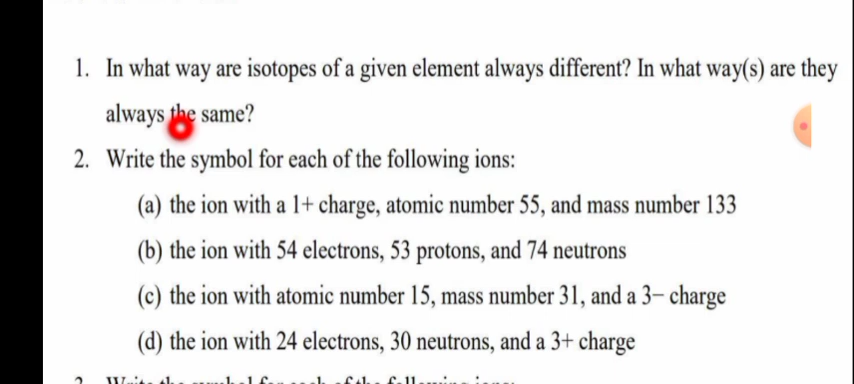 1. In what way are isotopes of a given element always different? In what way(s) are they
always the same?
2. Write the symbol for each of the following ions:
(a) the ion with a 1+ charge, atomic number 55, and mass number 133
(b) the ion with 54 electrons, 53 protons, and 74 neutrons
(c) the ion with atomic number 15, mass number 31, and a 3− charge
(d) the ion with 24 electrons, 30 neutrons, and a 3+ charge